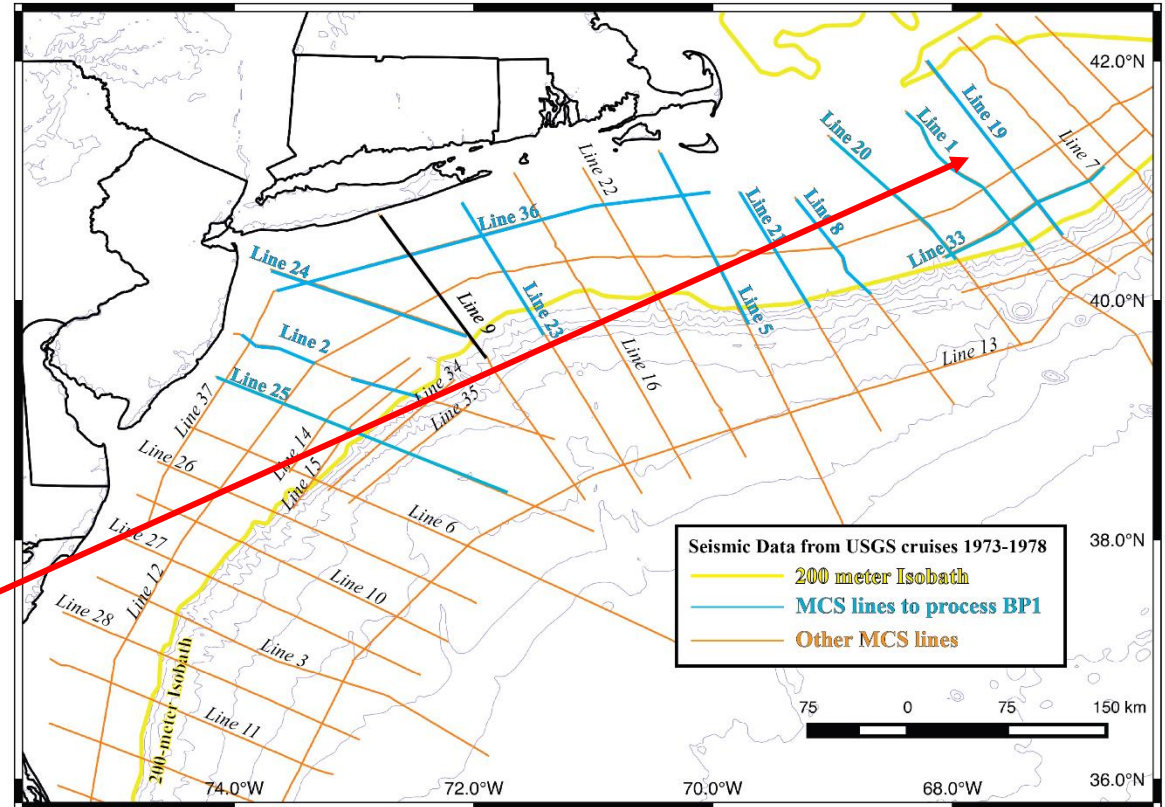 42.0°N
Line 19
Line 1
Line 20
Line 7
Line 22
Line 36
Line 21
Line 8
Line 33
Line 24
40.0°N
Line 9
Line 23
Line 5
Line 2
Line 13
Line 16
Line 34
Line 25
Line 35
Line 37
Line 14
Line 15
Line 26
Line 6
Line 27
38.0°N
Line 10
Line 12
Line 28
Line 3
Line 11
200-meter Isobath
Seismic Data from USGS cruises 1973-1978
200 meter Isobath
MCS lines to process BP1
Other MCS lines
75 0 75 150 km
74.0°W 72.0°W 70.0°W 68.0°W 36.0°N